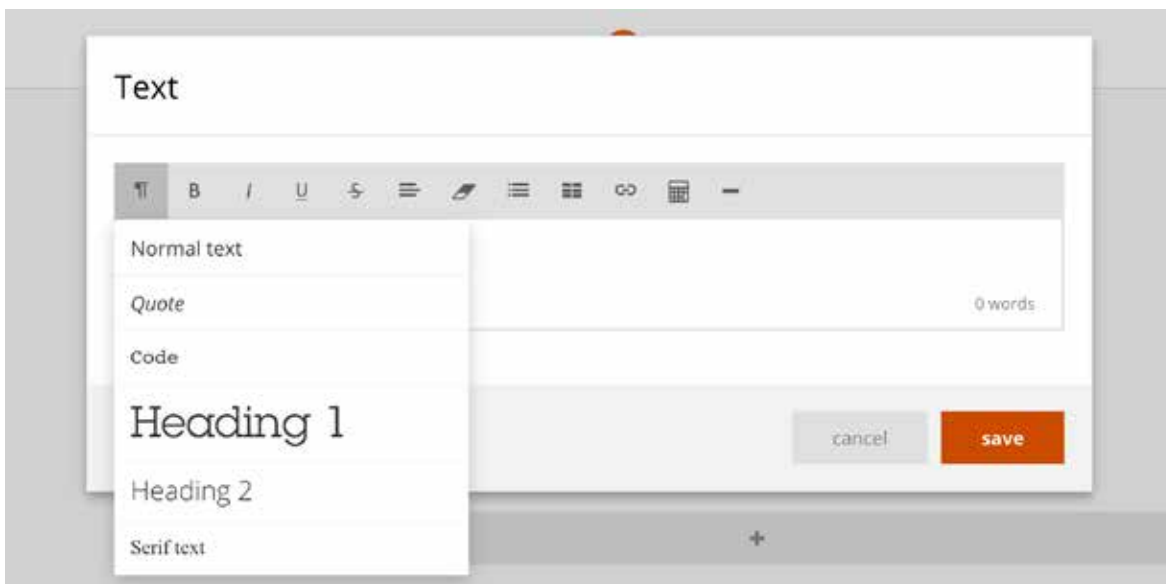 Text
¶ B I U S
Normal text
Quote
0 words
Code
Heading 1
cancel
save
Heading 2
Serif text